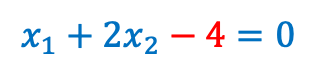 x₁ + 2x₂ − 4 = 0